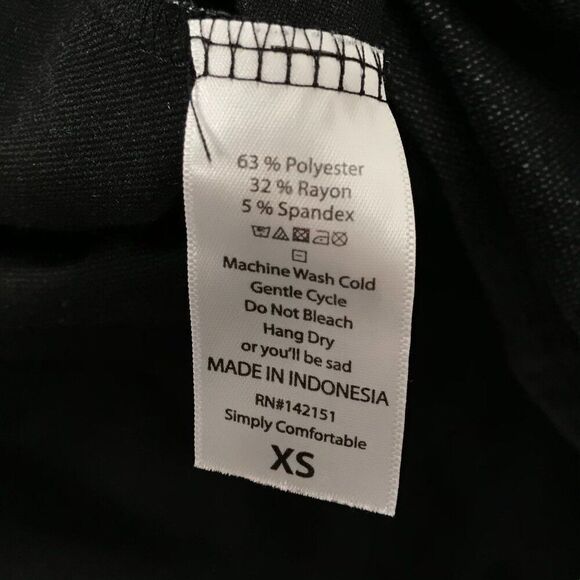 63 % Polyester
32 % Rayon
5 % Spandex
Machine Wash Cold
Gentle Cycle
Do Not Bleach
Hang Dry
or you'll be sad
MADE IN INDONESIA
RN#142151
Simply Comfortable
XS